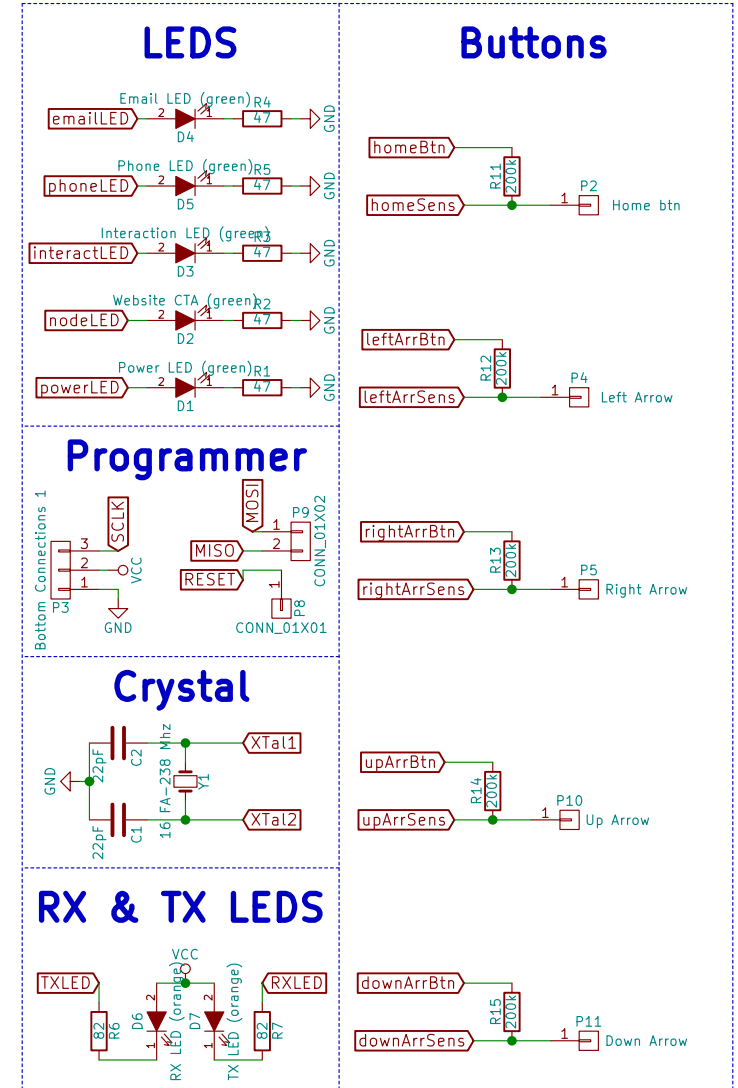 LEDS
Email LED (green)
emailLED 2 1 R4 47 GND
D4
Phone LED (green)
phoneLED 2 1 R5 47 GND
D5
Interaction LED (green)
interactLED 2 1 R3 47 GND
D3
Website CTA (green)
nodeLED 2 1 R2 47 GND
D2
Power LED (green)
powerLED 2 1 R1 47 GND
D1
Programmer
Bottom Connections 1
P3
3 SCLK
2 VCC
1
GND
MOSI
P9
1
MISO 2
CONN_01X02
RESET
1
P8
CONN_01X01
Crystal
GND
22pF
C2
XTal1
16 FA-238 Mhz
Y1
22pF
C1
XTal2
RX & TX LEDS
VCC
TXLED
RXLED
82
R6
D6
2
1
RX LED (orange)
D7
2
1
TX LED (orange)
82
R7
Buttons
homeBtn
R11
200k
homeSens
1
P2
Home btn
leftArrBtn
R12
200k
leftArrSens
1
P4
Left Arrow
rightArrBtn
R13
200k
rightArrSens
1
P5
Right Arrow
upArrBtn
R14
200k
upArrSens
1
P10
Up Arrow
downArrBtn
R15
200k
downArrSens
1
P11
Down Arrow